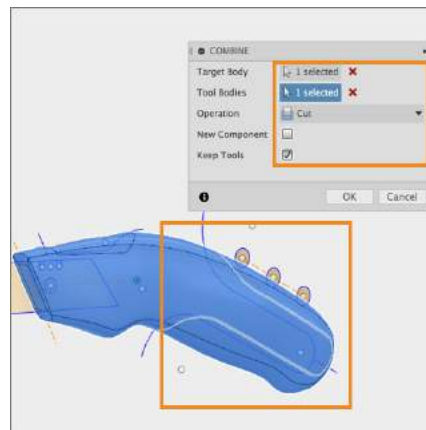 COMBINE
Target Body 1 selected
Tool Bodies 1 selected
Operation Cut
New Component
Keep Tools
OK Cancel